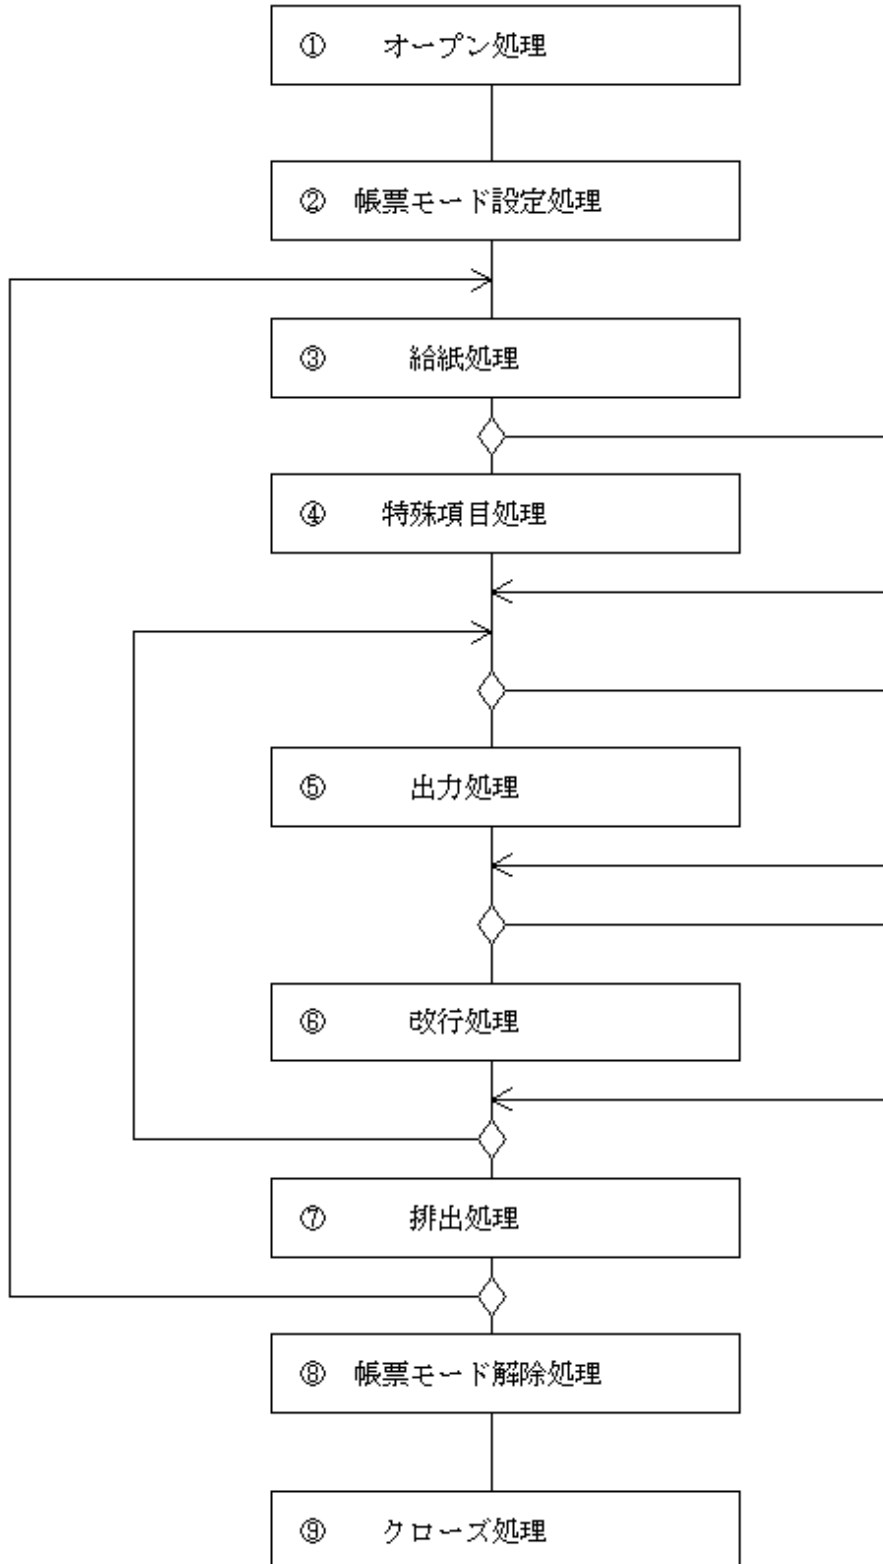 ① オープン処理
② 帳票モード設定処理
③ 給紙処理
④ 特殊項目処理
⑤ 出力処理
⑥ 改行処理
⑦ 排出処理
⑧ 帳票モード解除処理
⑨ クローズ処理